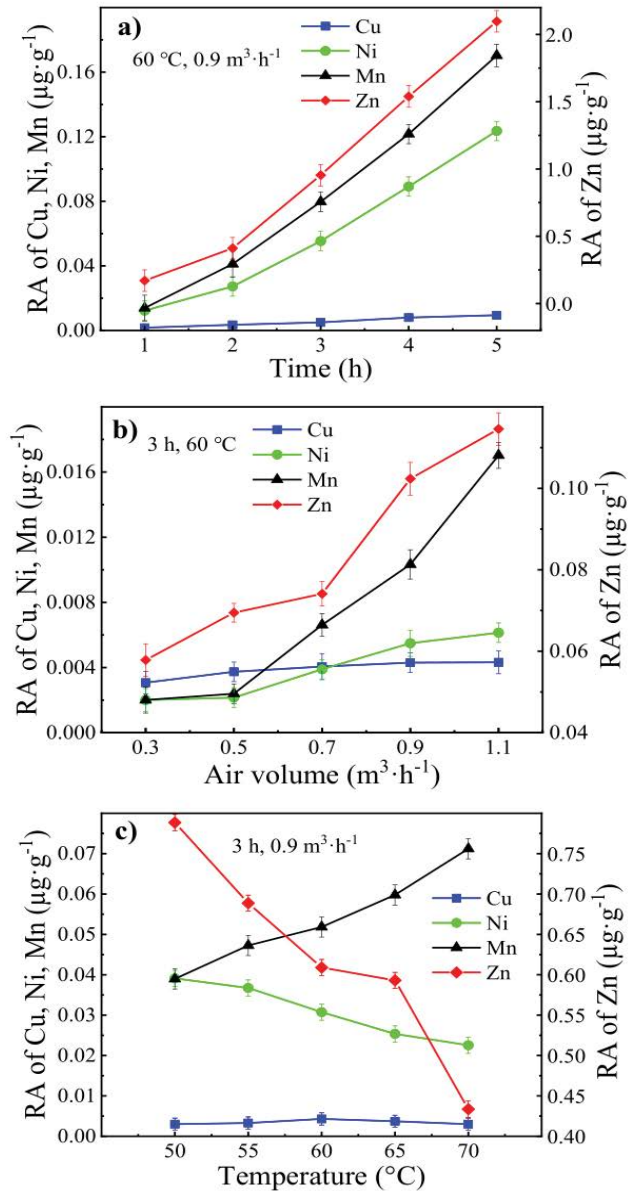 a)
60 °C, 0.9 m³·h⁻¹
Cu
Ni
Mn
Zn
RA of Cu, Ni, Mn (μg·g⁻¹)
0.16
0.12
0.08
0.04
0.00
RA of Zn (μg·g⁻¹)
2.0
1.5
2.0
0.5
0.0
1 2 3 4 5
Time (h)
b)
3 h, 60 °C
Cu
Ni
Mn
Zn
RA of Cu, Ni, Mn (μg·g⁻¹)
0.016
0.012
0.008
0.004
0.000
RA of Zn (μg·g⁻¹)
0.10
0.08
0.06
0.04
0.3 0.5 0.7 0.9 1.1
Air volume (m³·h⁻¹)
c)
3 h, 0.9 m³·h⁻¹
Cu
Ni
Mn
Zn
RA of Cu, Ni, Mn (μg·g⁻¹)
0.07
0.06
0.05
0.04
0.03
0.02
0.01
0.00
RA of Zn (μg·g⁻¹)
0.75
0.70
0.65
0.60
0.55
0.50
0.45
0.40
50 55 60 65 70
Temperature (°C)